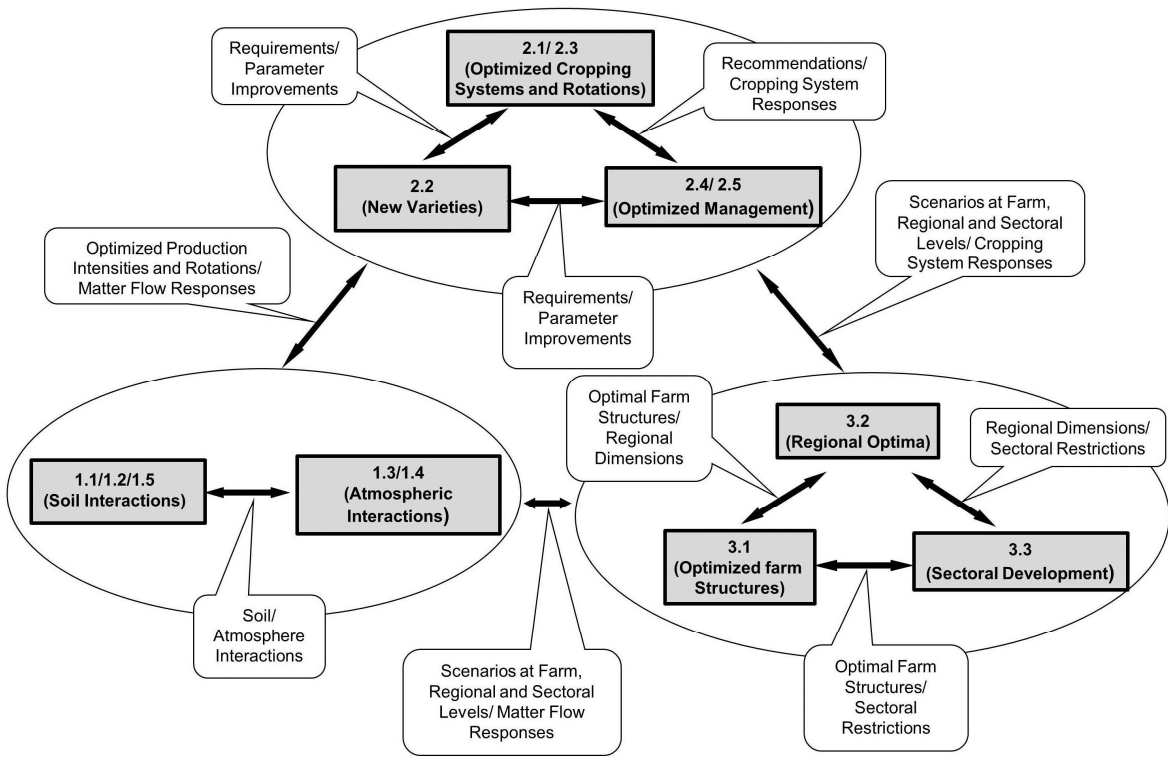 Requirements/
Parameter
Improvements
2.1/ 2.3
(Optimized Cropping
Systems and Rotations)
Recommendations/
Cropping System
Responses
2.2
(New Varieties)
2.4/ 2.5
(Optimized Management)
Scenarios at Farm,
Regional and Sectoral
Levels/ Cropping
System Responses
Optimized Production
Intensities and Rotations/
Matter Flow Responses
Requirements/
Parameter
Improvements
Optimal Farm
Structures/
Regional
Dimensions
3.2
(Regional Optima)
Regional Dimensions/
Sectoral Restrictions
1.1/1.2/1.5
(Soil Interactions)
1.3/1.4
(Atmospheric
Interactions)
3.1
(Optimized farm
Structures)
3.3
(Sectoral Development)
Soil/
Atmosphere
Interactions
Scenarios at Farm,
Regional and Sectoral
Levels/ Matter Flow
Responses
Optimal Farm
Structures/
Sectoral
Restrictions